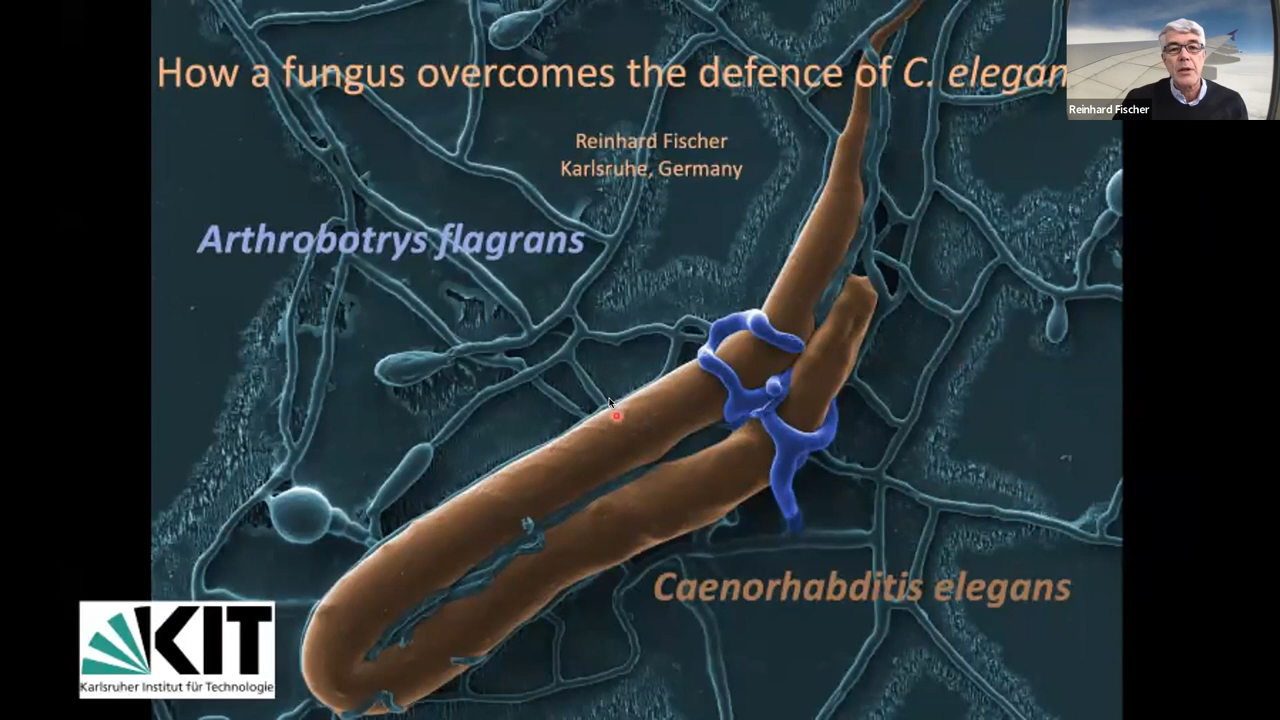 How a fungus overcomes the defence of C. elegan
Reinhard Fischer
Reinhard Fischer
Karlsruhe, Germany
Arthrobotrys flagrans
Caenorhabditis elegans
KIT
Karlsruher Institut für Technologie